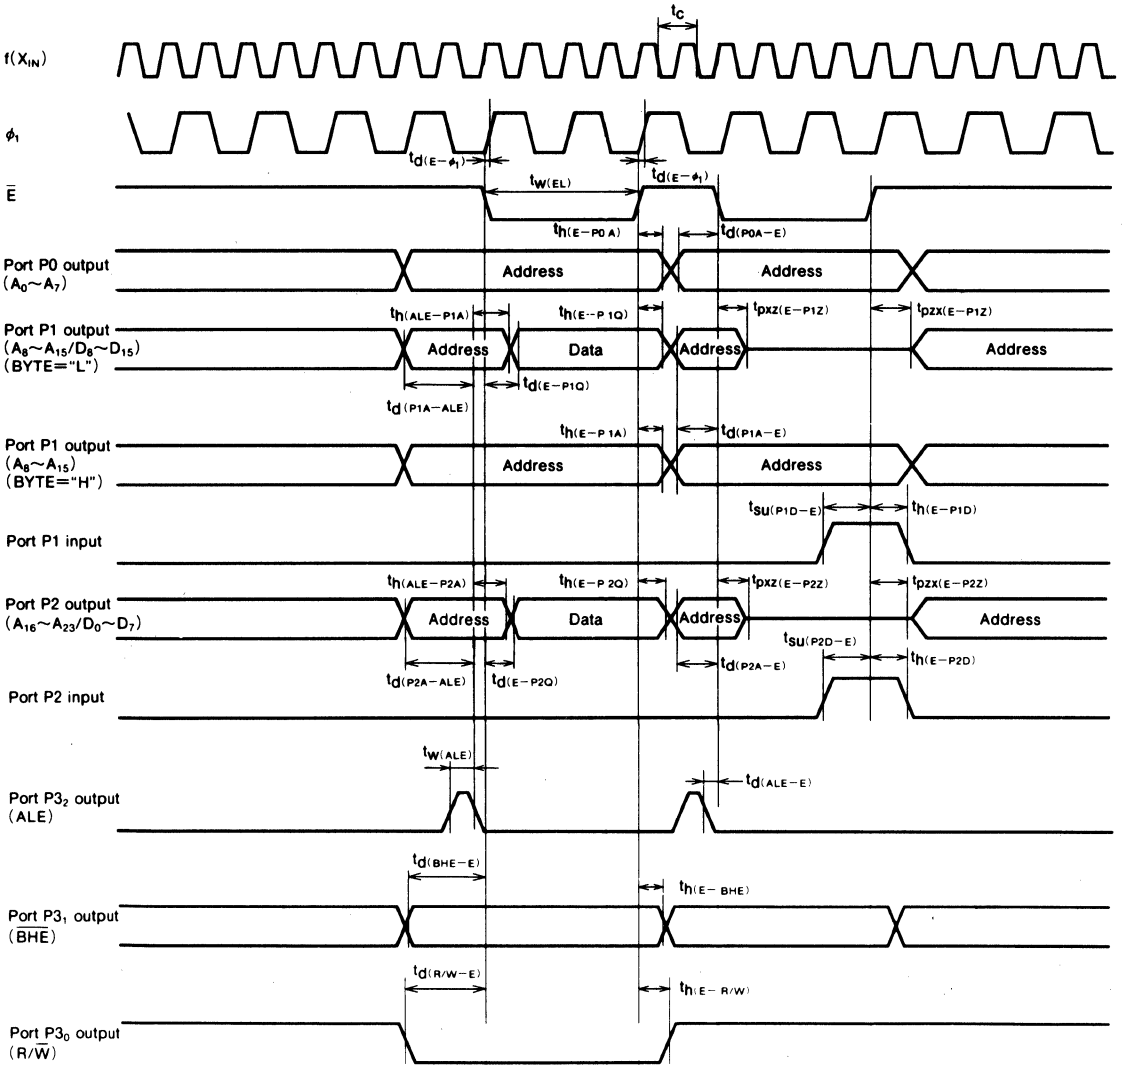 tc
f(XIN)
ϕ1
td(E−ϕ1)
E̅
tw(EL)
td(E−ϕ1)
th(E−P0A)
td(P0A−E)
Port P0 output
(A0〜A7)
Address
Address
th(ALE−P1A)
th(E−P1Q)
tpxz(E−P1Z)
tpzx(E−P1Z)
Port P1 output
(A8〜A15/D8〜D15)
(BYTE="L")
Address
Data
Address
Address
td(P1A−ALE)
td(E−P1Q)
th(E−P1A)
td(P1A−E)
Port P1 output
(A8〜A15)
(BYTE="H")
Address
Address
tsu(P1D−E)
th(E−P1D)
Port P1 input
th(ALE−P2A)
th(E−P2Q)
tpxz(E−P2Z)
tpzx(E−P2Z)
Port P2 output
(A16〜A23/D0〜D7)
Address
Data
Address
Address
tsu(P2D−E)
th(E−P2D)
td(P2A−ALE)
td(E−P2Q)
td(P2A−E)
Port P2 input
tw(ALE)
td(ALE−E)
Port P32 output
(ALE)
td(BHE−E)
th(E−BHE)
Port P31 output
(B̅H̅E̅)
td(R/W−E)
th(E−R/W)
Port P30 output
(R/W̅)